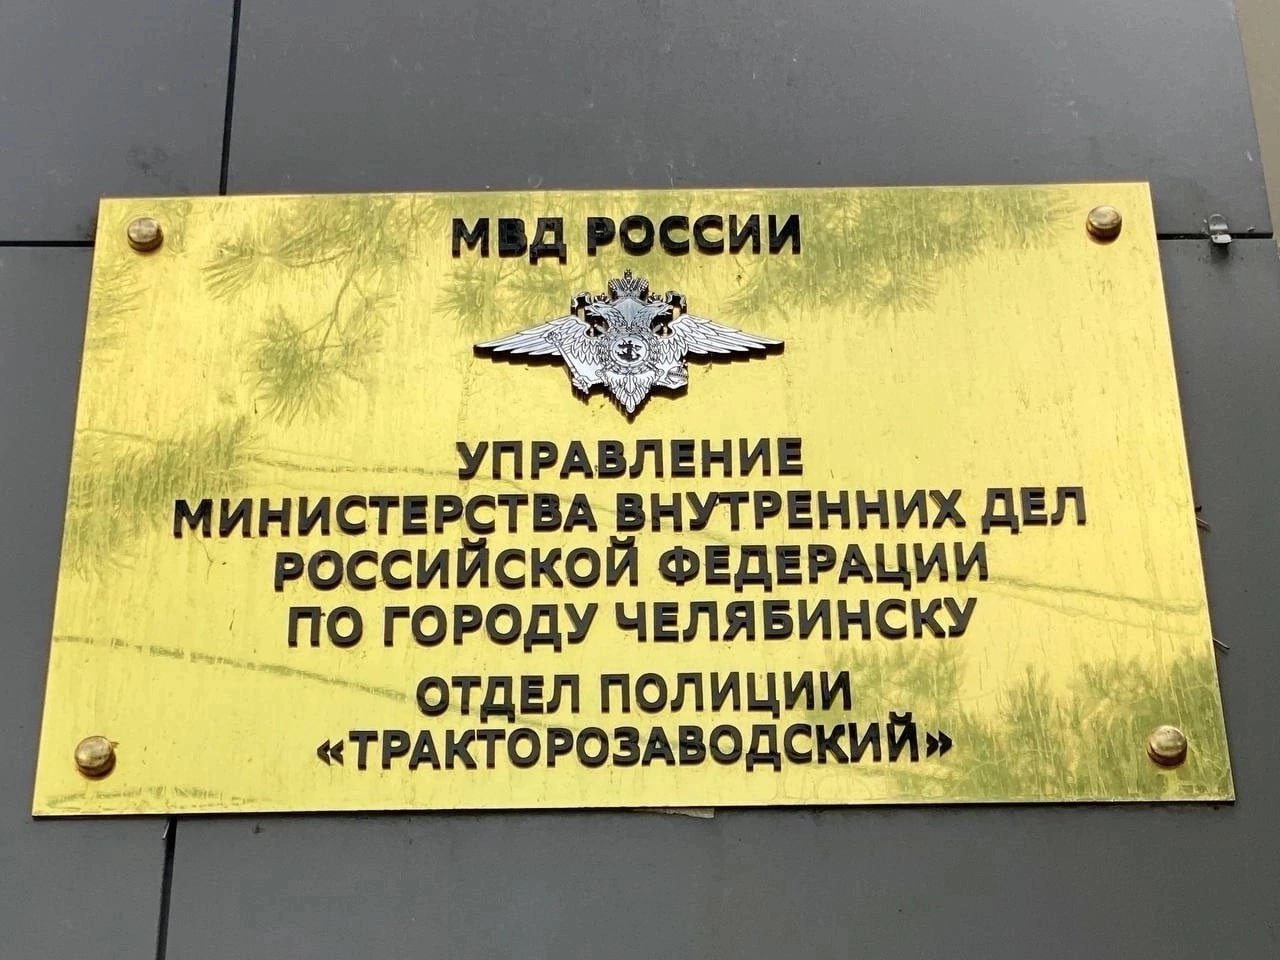 МВД РОССИИ
УПРАВЛЕНИЕ
МИНИСТЕРСТВА ВНУТРЕННИХ ДЕЛ
РОССИЙСКОЙ ФЕДЕРАЦИИ
ПО ГОРОДУ ЧЕЛЯБИНСКУ
ОТДЕЛ ПОЛИЦИИ
«ТРАКТОРОЗАВОДСКИЙ»